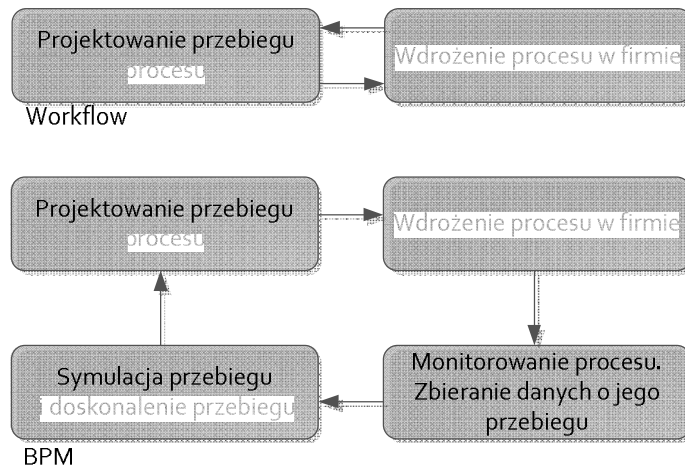 Projektowanie przebiegu
procesu
Wdrożenie procesu w firmie
Workflow
Projektowanie przebiegu
procesu
Wdrożenie procesu w firmie
Symulacja przebiegu
i doskonalenie przebiegu
Monitorowanie procesu.
Zbieranie danych o jego
przebiegu
BPM